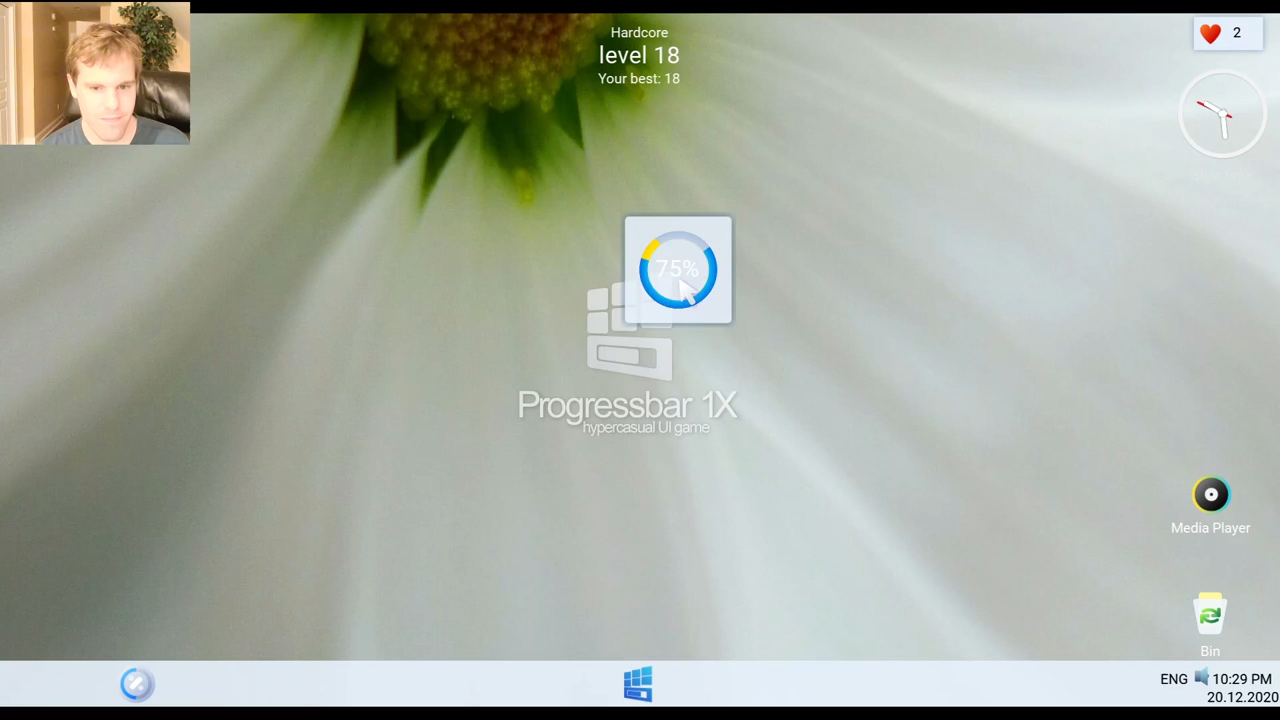 Hardcore
level 18
Your best: 18
2
75%
Progressbar 1X
hypercasual UI game
Media Player
Bin
ENG 10:29 PM
20.12.2020